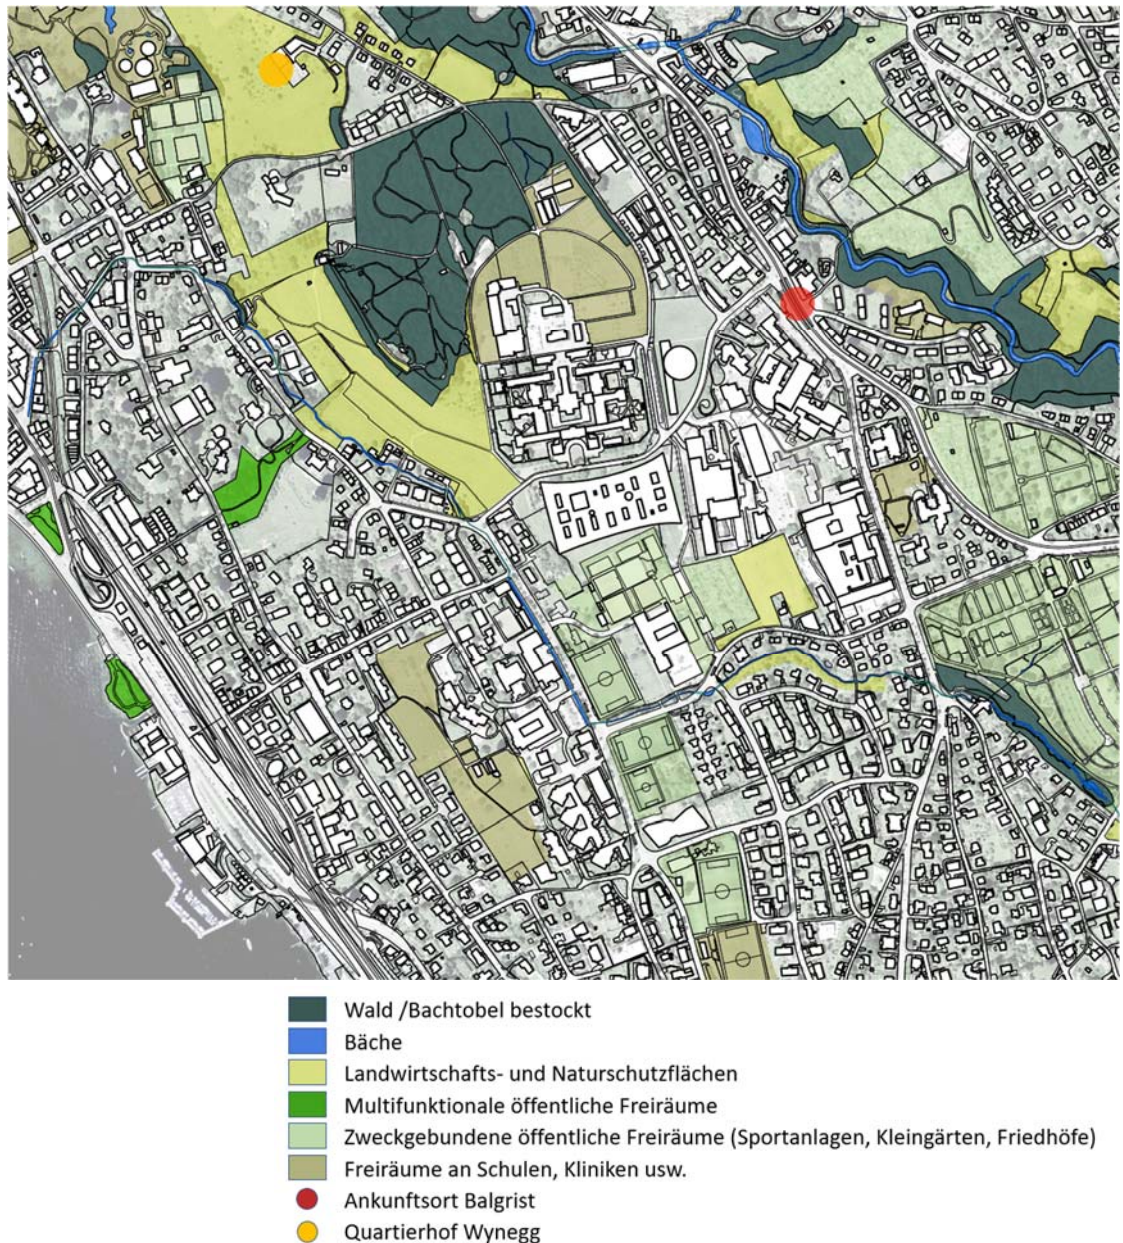 Wald /Bachtobel bestockt
Bäche
Landwirtschafts- und Naturschutzflächen
Multifunktionale öffentliche Freiräume
Zweckgebundene öffentliche Freiräume (Sportanlagen, Kleingärten, Friedhöfe)
Freiräume an Schulen, Kliniken usw.
Ankunftsort Balgrist
Quartierhof Wynegg